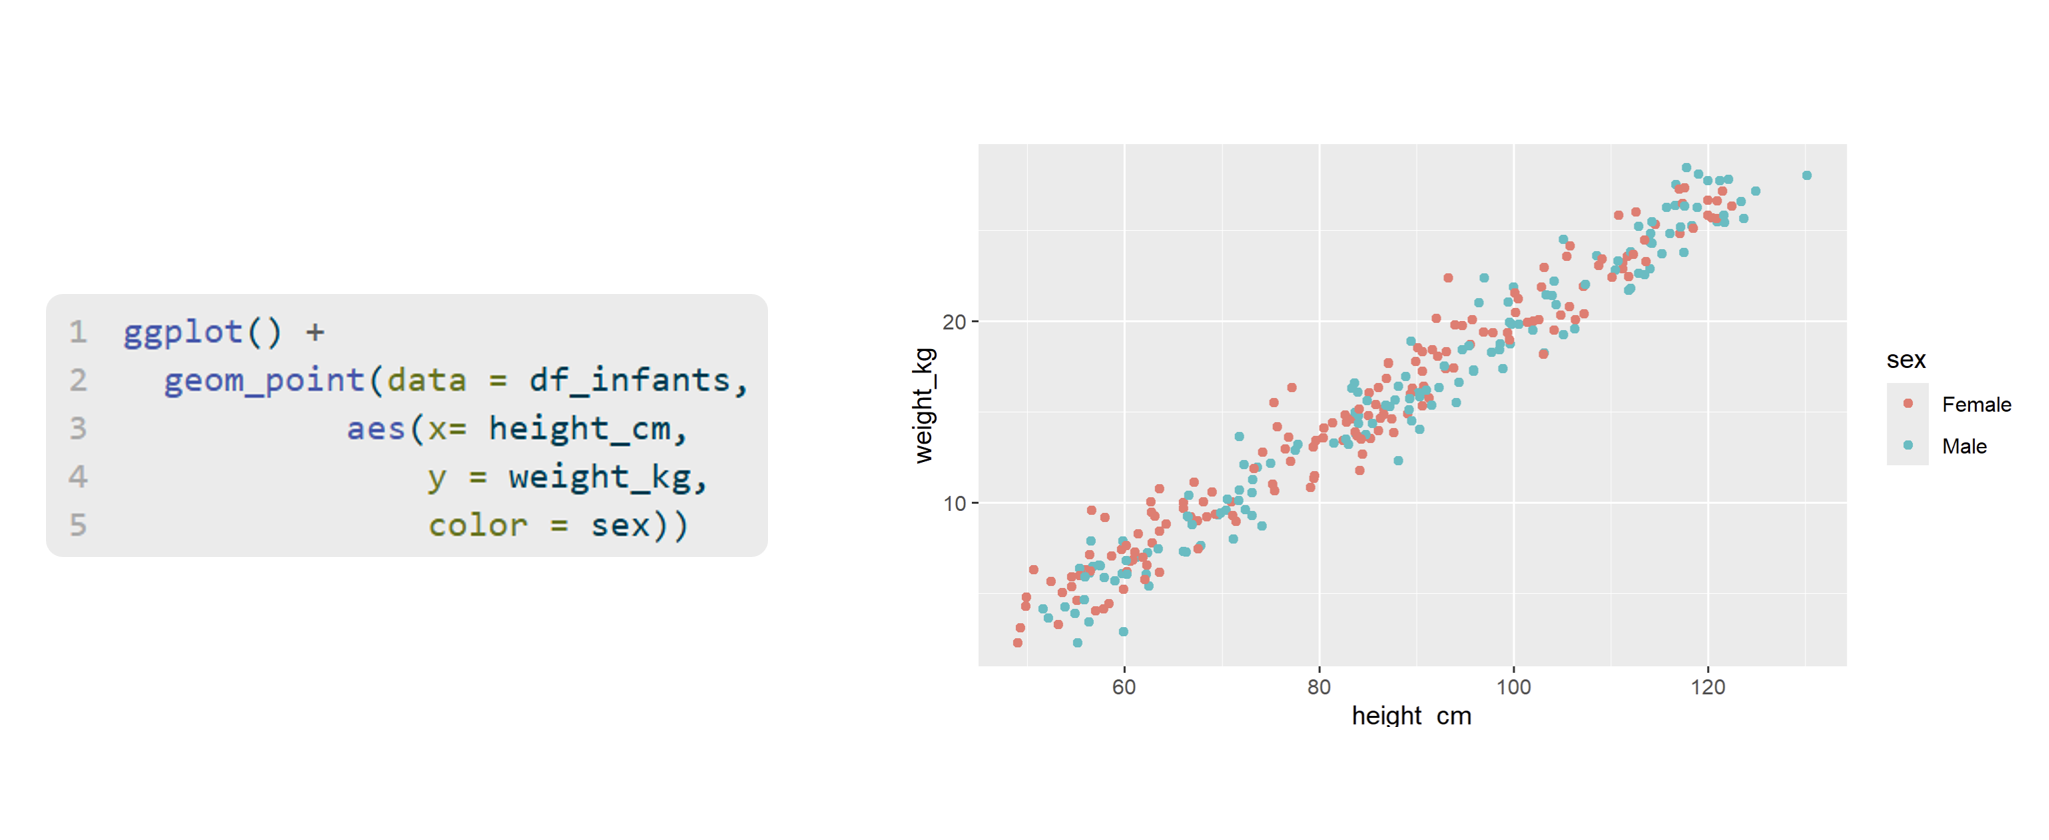 1 ggplot() +
2 geom_point(data = df_infants,
3 aes(x= height_cm,
4 y = weight_kg,
5 color = sex))
weight_kg
20
10
60 80 100 120
height_cm
sex
Female
Male